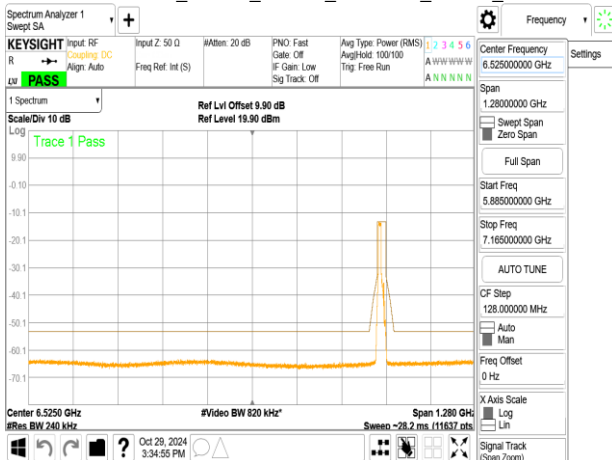 Spectrum Analyzer 1
Swept SA
Frequency
KEYSIGHT
Input: RF
Coupling: DC
Align: Auto
Input Z: 50 Ω
Freq Ref: Int (S)
#Atten: 20 dB
PNO: Fast
Gate: Off
IF Gain: Low
Sig Track: Off
Avg Type: Power (RMS)
Avg|Hold: 100/100
Trig: Free Run
1 2 3 4 5 6
A W W W W W
A N N N N N
R
LXI
PASS
Center Frequency
6.525000000 GHz
Settings
Span
1.28000000 GHz
Swept Span
Zero Span
Full Span
Start Freq
5.885000000 GHz
Stop Freq
7.165000000 GHz
AUTO TUNE
CF Step
128.000000 MHz
Auto
Man
Freq Offset
0 Hz
X Axis Scale
Log
Lin
Signal Track
(Span Zoom)
1 Spectrum
Scale/Div 10 dB
Ref Lvl Offset 9.90 dB
Ref Level 19.90 dBm
Log
Trace 1 Pass
9.90
-0.10
-10.1
-20.1
-30.1
-40.1
-50.1
-60.1
-70.1
Center 6.5250 GHz
#Video BW 820 kHz*
Span 1.280 GHz
#Res BW 240 kHz
Sweep ~28.2 ms (11637 pts
?
Oct 29, 2024
3:34:55 PM